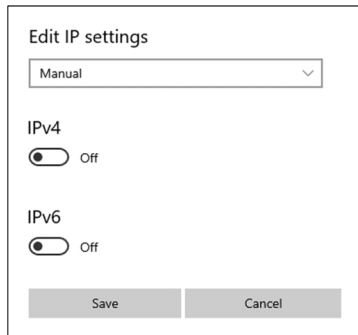 Edit IP settings
Manual
IPv4
Off
IPv6
Off
Save Cancel